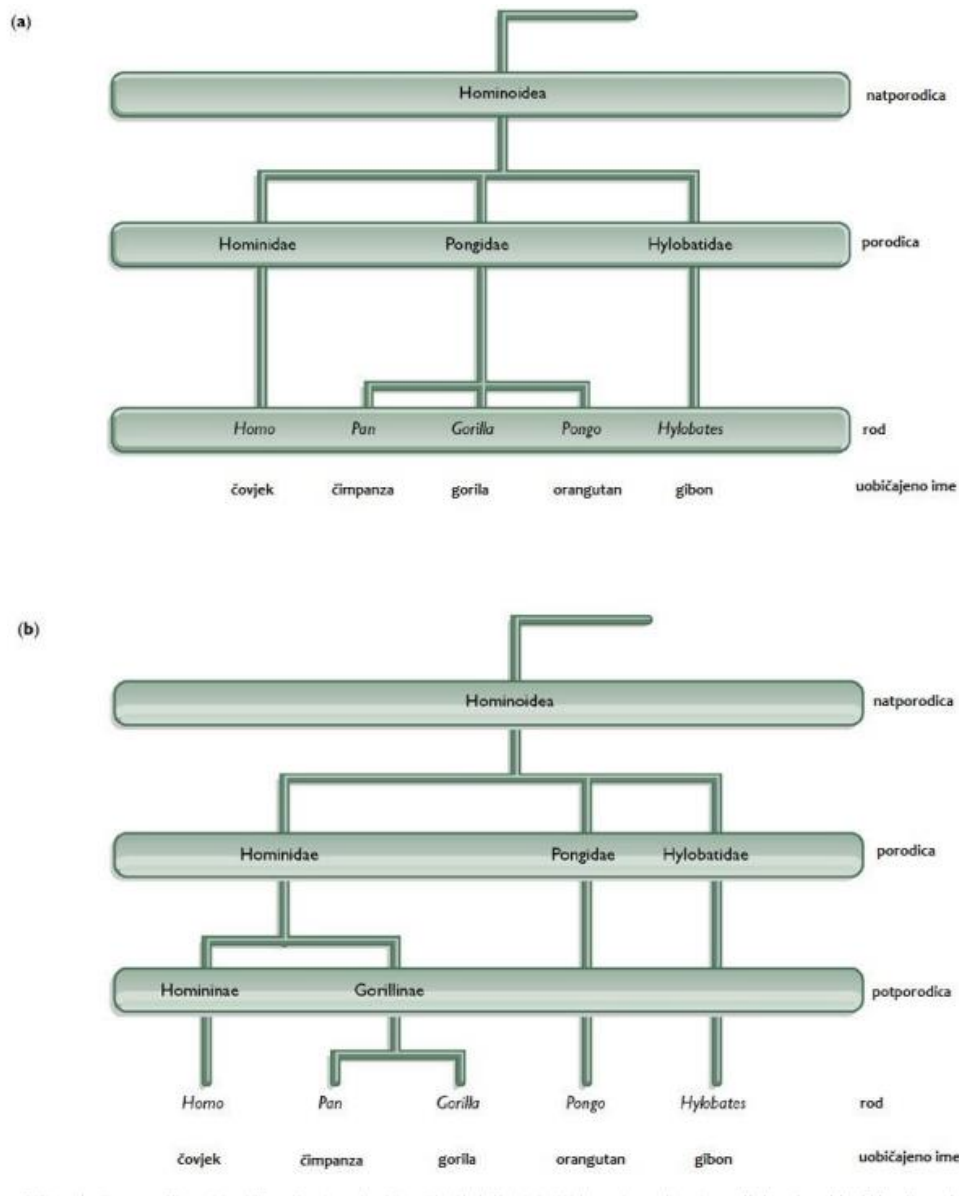 (a)
Hominoidea natporodica
Hominidae Pongidae Hylobatidae porodica
Homo Pan Gorilla Pongo Hylobates rod
čovjek čimpanza gorila orangutan gibon uobičajeno ime
(b)
Hominoidea natporodica
Hominidae Pongidae Hylobatidae porodica
Homininae Gorillinae potporodica
Homo Pan Gorilla Pongo Hylobates rod
čovjek čimpanza gorila orangutan gibon uobičajeno ime